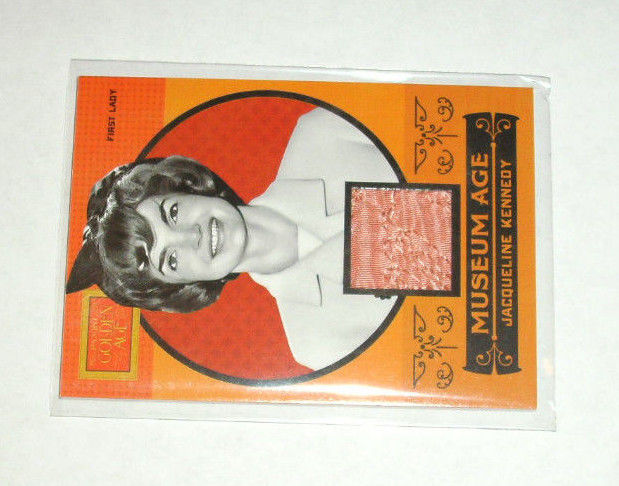 FIRST LADY
GOLDEN
AGE
MUSEUM AGE
JACQUELINE KENNEDY